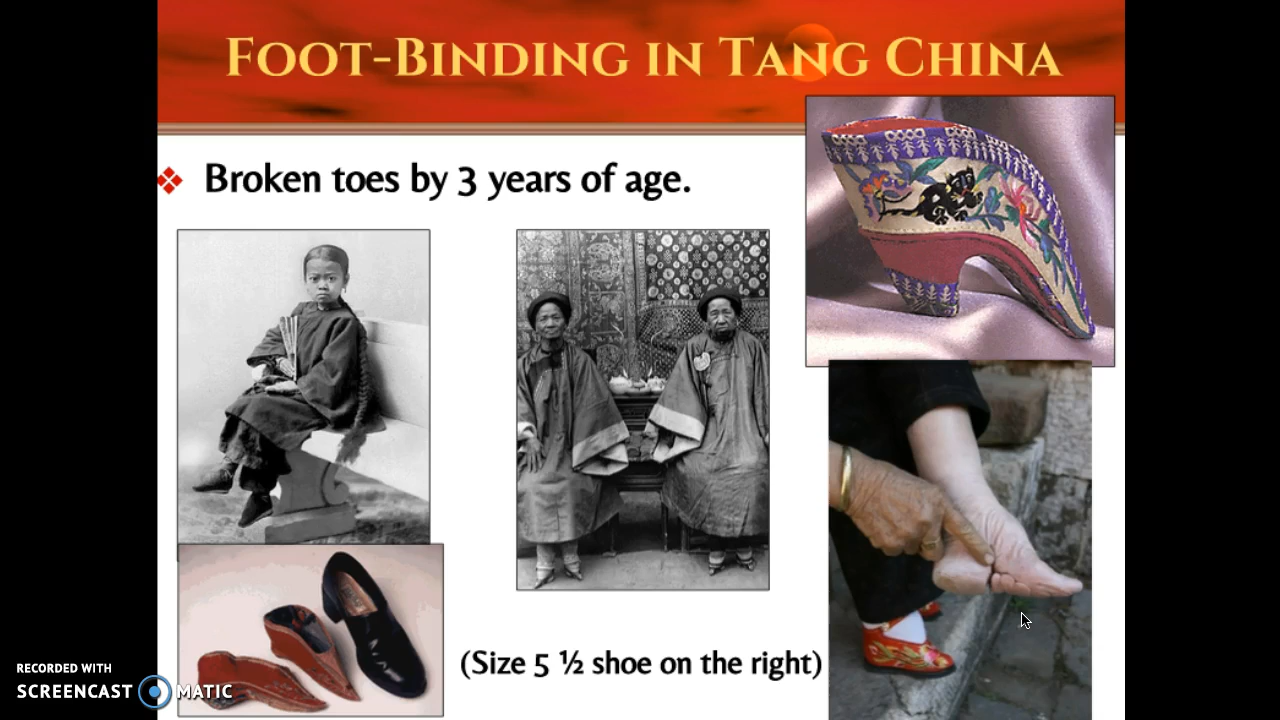 FOOT-BINDING IN TANG CHINA
❖ Broken toes by 3 years of age.
(Size 5 ½ shoe on the right)
RECORDED WITH
SCREENCAST MATIC